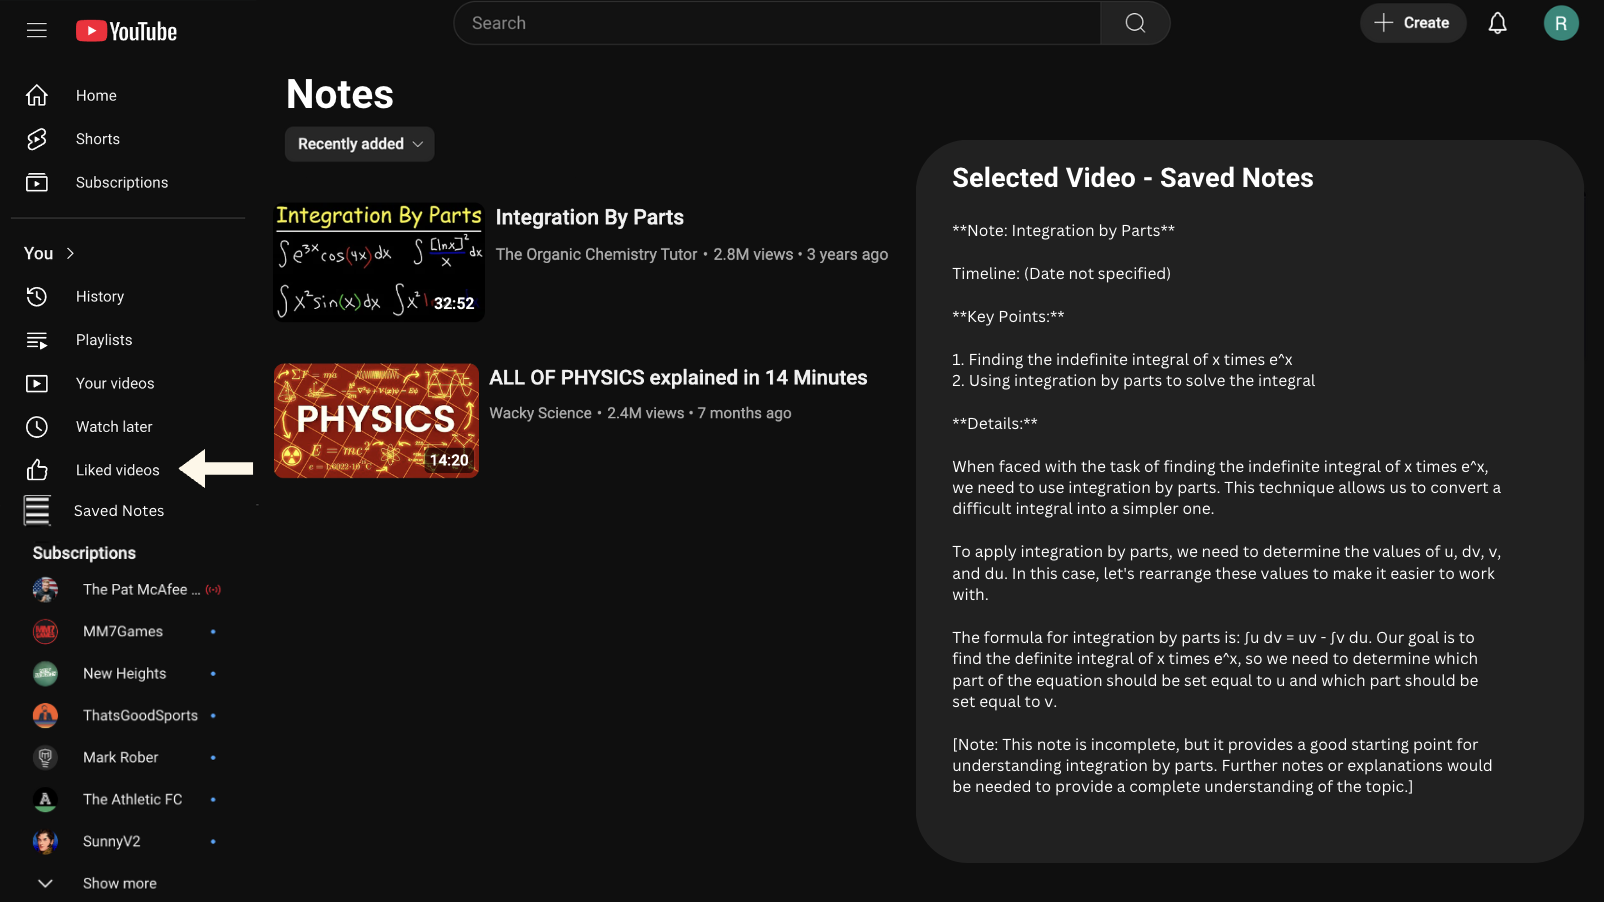 YouTube
Search
Create
R
Home
Shorts
Subscriptions
You
History
Playlists
Your videos
Watch later
Liked videos
Saved Notes
Subscriptions
The Pat McAfee ...
MM7Games
New Heights
ThatsGoodSports
Mark Rober
The Athletic FC
SunnyV2
Show more
Notes
Recently added
Integration By Parts
∫e^3x cos(4x)dx ∫[lnx]^2/x dx
∫x^2sin(x)dx ∫x^2 32:52
Integration By Parts
The Organic Chemistry Tutor • 2.8M views • 3 years ago
PHYSICS
E = mc²
14:20
ALL OF PHYSICS explained in 14 Minutes
Wacky Science • 2.4M views • 7 months ago
Selected Video - Saved Notes
**Note: Integration by Parts**
Timeline: (Date not specified)
**Key Points:**
1. Finding the indefinite integral of x times e^x
2. Using integration by parts to solve the integral
**Details:**
When faced with the task of finding the indefinite integral of x times e^x,
we need to use integration by parts. This technique allows us to convert a
difficult integral into a simpler one.
To apply integration by parts, we need to determine the values of u, dv, v,
and du. In this case, let's rearrange these values to make it easier to work
with.
The formula for integration by parts is: ∫u dv = uv - ∫v du. Our goal is to
find the definite integral of x times e^x, so we need to determine which
part of the equation should be set equal to u and which part should be
set equal to v.
[Note: This note is incomplete, but it provides a good starting point for
understanding integration by parts. Further notes or explanations would
be needed to provide a complete understanding of the topic.]